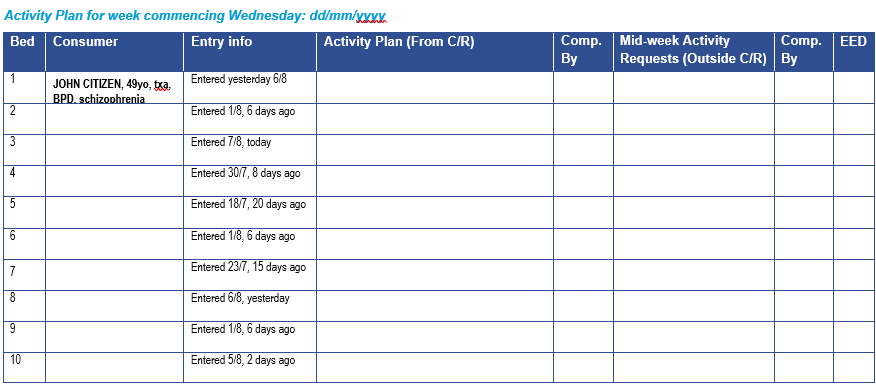 Activity Plan for week commencing Wednesday: dd/mm/yyyy
Bed Consumer Entry info Activity Plan (From C/R) Comp. By Mid-week Activity Requests (Outside C/R) Comp. By EED
1 JOHN CITIZEN, 49yo, txa, BPD, schizophrenia Entered yesterday 6/8
2 Entered 1/8, 6 days ago
3 Entered 7/8, today
4 Entered 30/7, 8 days ago
5 Entered 18/7, 20 days ago
6 Entered 1/8, 6 days ago
7 Entered 23/7, 15 days ago
8 Entered 6/8, yesterday
9 Entered 1/8, 6 days ago
10 Entered 5/8, 2 days ago